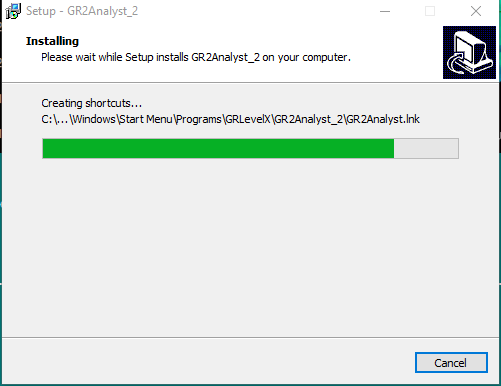 Setup - GR2Analyst_2
Installing
Please wait while Setup installs GR2Analyst_2 on your computer.
Creating shortcuts...
C:\...\Windows\Start Menu\Programs\GRLevelX\GR2Analyst_2\GR2Analyst.lnk
Cancel